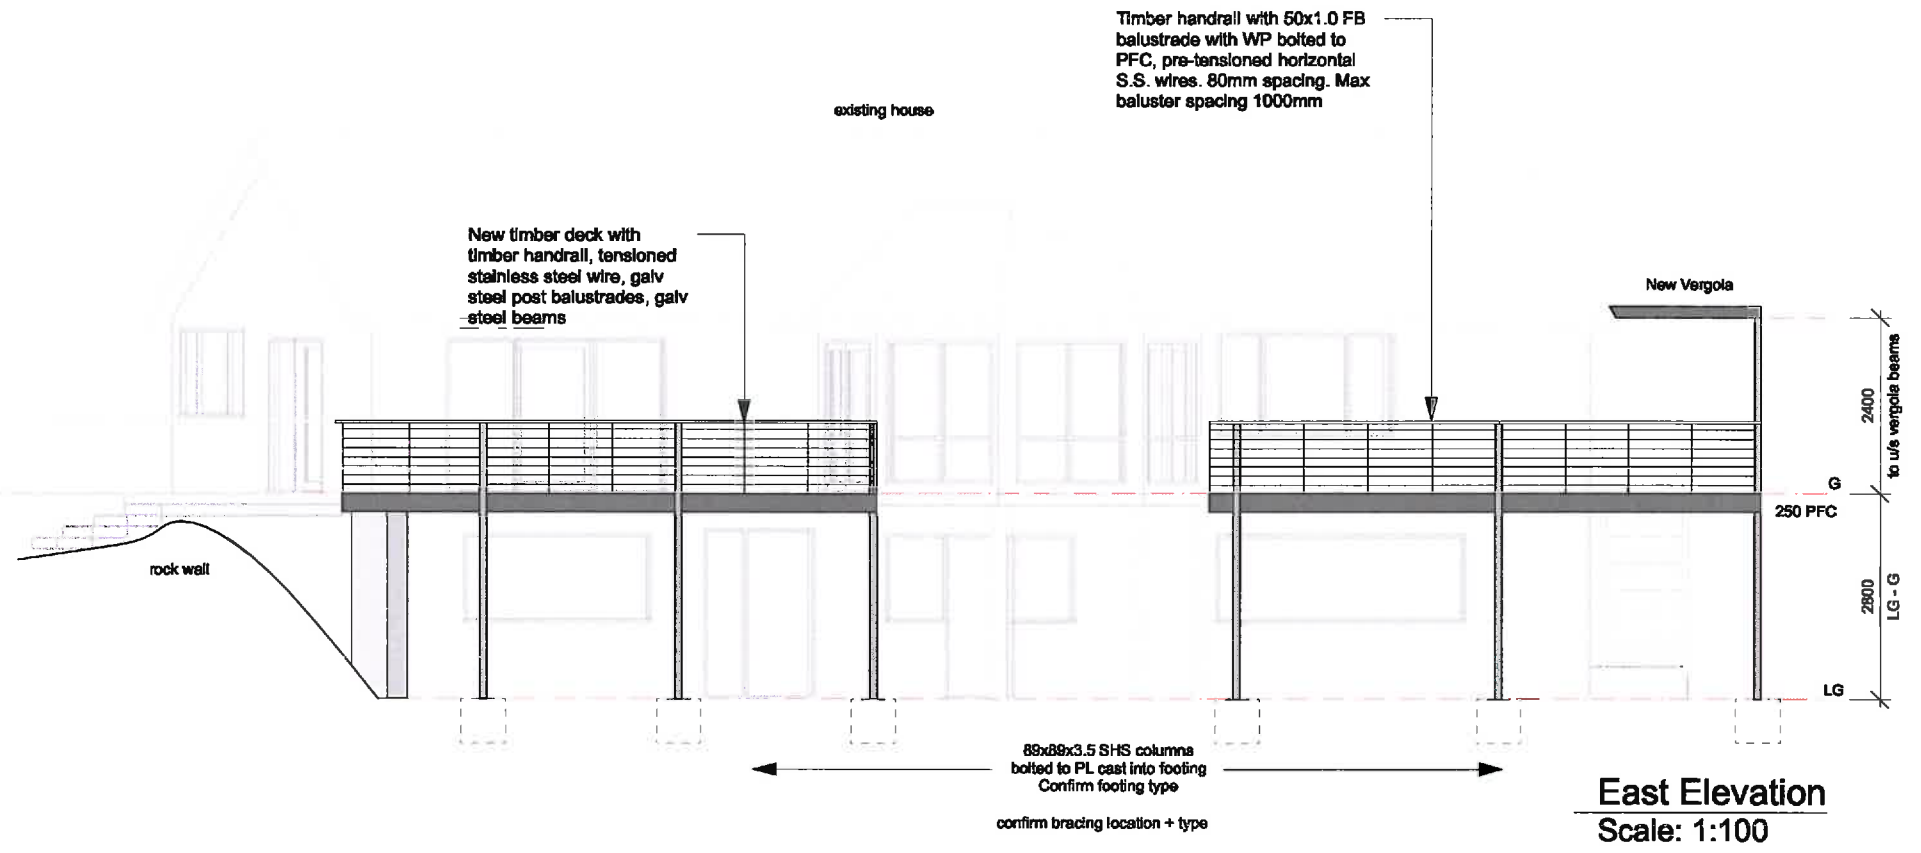 Timber handrail with 50x1.0 FB
balustrade with WP bolted to
PFC, pre-tensioned horizontal
S.S. wires. 80mm spacing. Max
baluster spacing 1000mm
existing house
New timber deck with
timber handrail, tensioned
stainless steel wire, galv
steel post balustrades, galv
steel beams
New Vergola
2400
to u/s vergola beams
G
250 PFC
rock wall
2800
LG - G
LG
89x89x3.5 SHS columns
bolted to PL cast into footing
Confirm footing type
confirm bracing location + type
East Elevation
Scale: 1:100